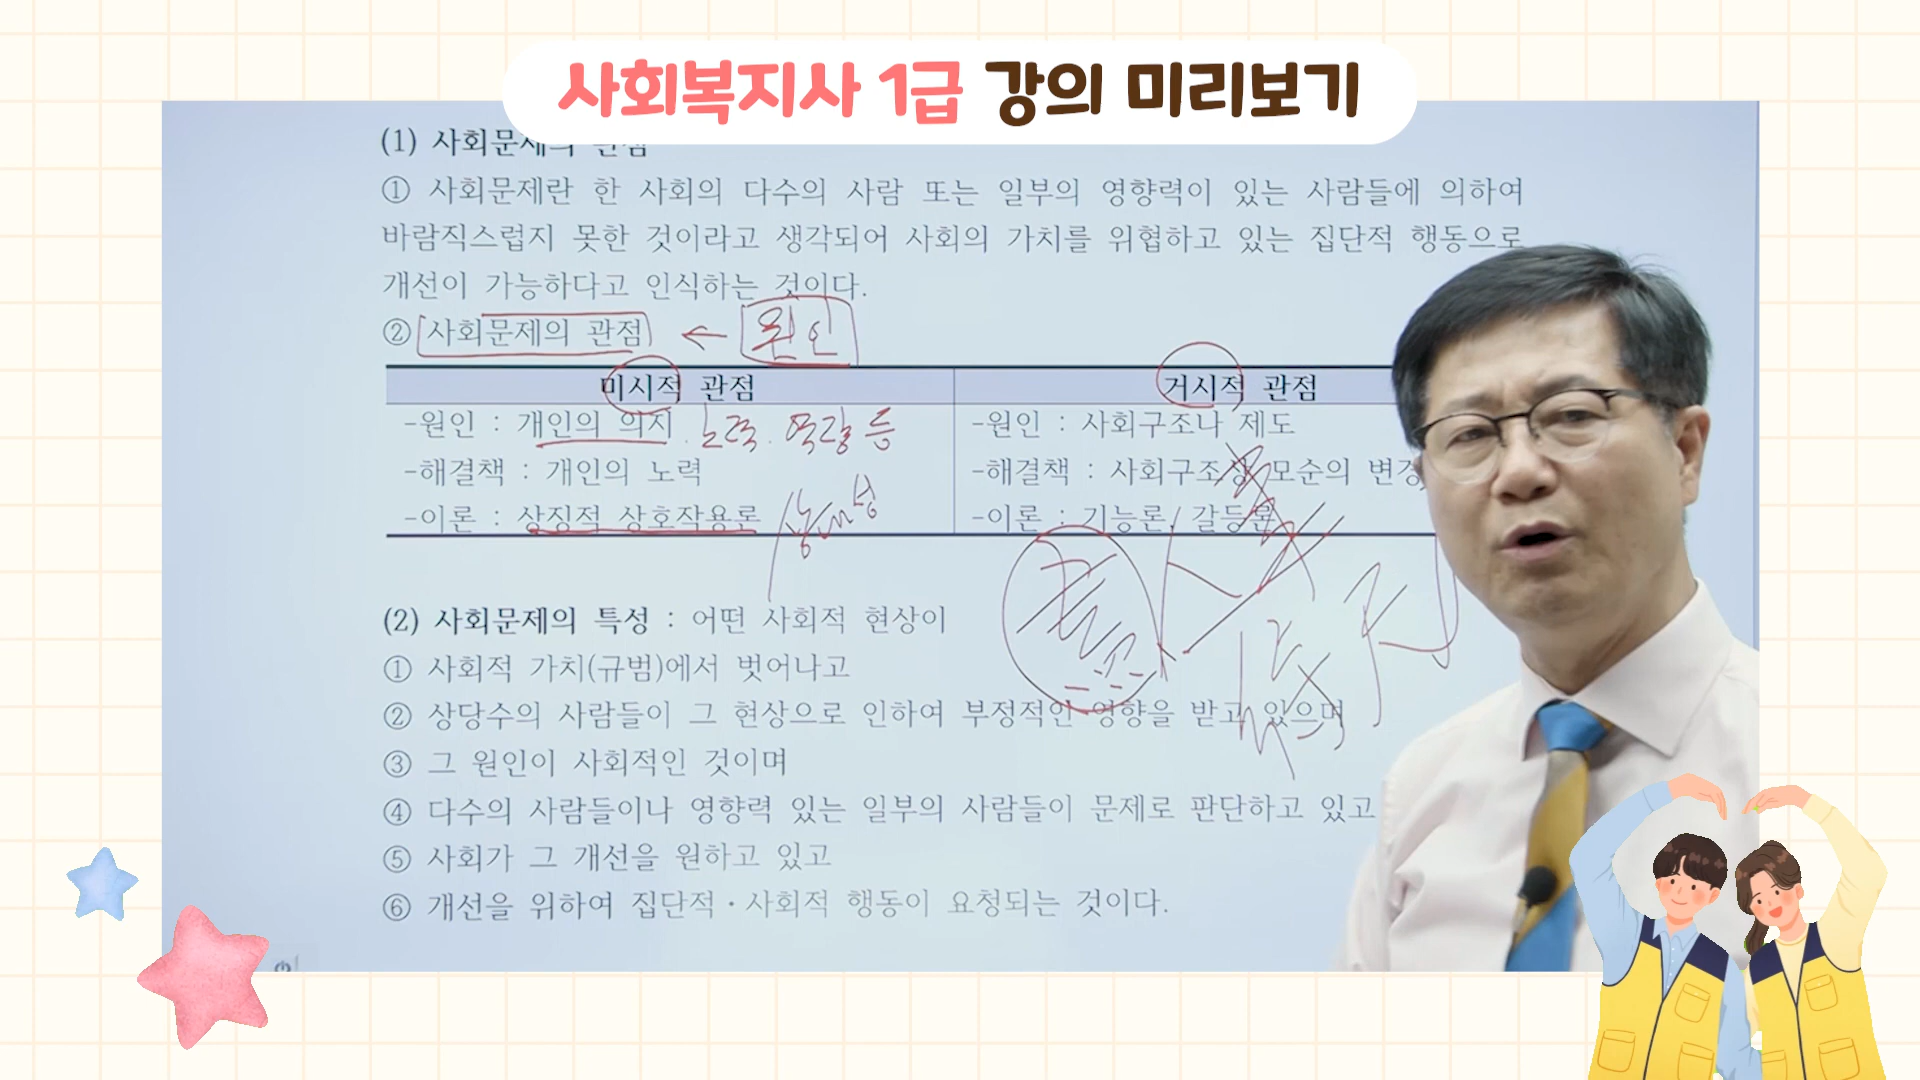 사회복지사 1급 강의 미리보기
(1) 사회문제의 관점
① 사회문제란 한 사회의 다수의 사람 또는 일부의 영향력이 있는 사람들에 의하여
바람직스럽지 못한 것이라고 생각되어 사회의 가치를 위협하고 있는 집단적 행동으로
개선이 가능하다고 인식하는 것이다.
② 사회문제의 관점 ← 원인
미시적 관점
-원인 : 개인의 의지, 노력, 역량 등
-해결책 : 개인의 노력
-이론 : 상징적 상호작용론
거시적 관점
-원인 : 사회구조나 제도
-해결책 : 사회구조상 모순의 변경
-이론 : 기능론, 갈등론
(2) 사회문제의 특성 : 어떤 사회적 현상이
① 사회적 가치(규범)에서 벗어나고
② 상당수의 사람들이 그 현상으로 인하여 부정적인 영향을 받고 있으며
③ 그 원인이 사회적인 것이며
④ 다수의 사람들이나 영향력 있는 일부의 사람들이 문제로 판단하고 있고
⑤ 사회가 그 개선을 원하고 있고
⑥ 개선을 위하여 집단적·사회적 행동이 요청되는 것이다.